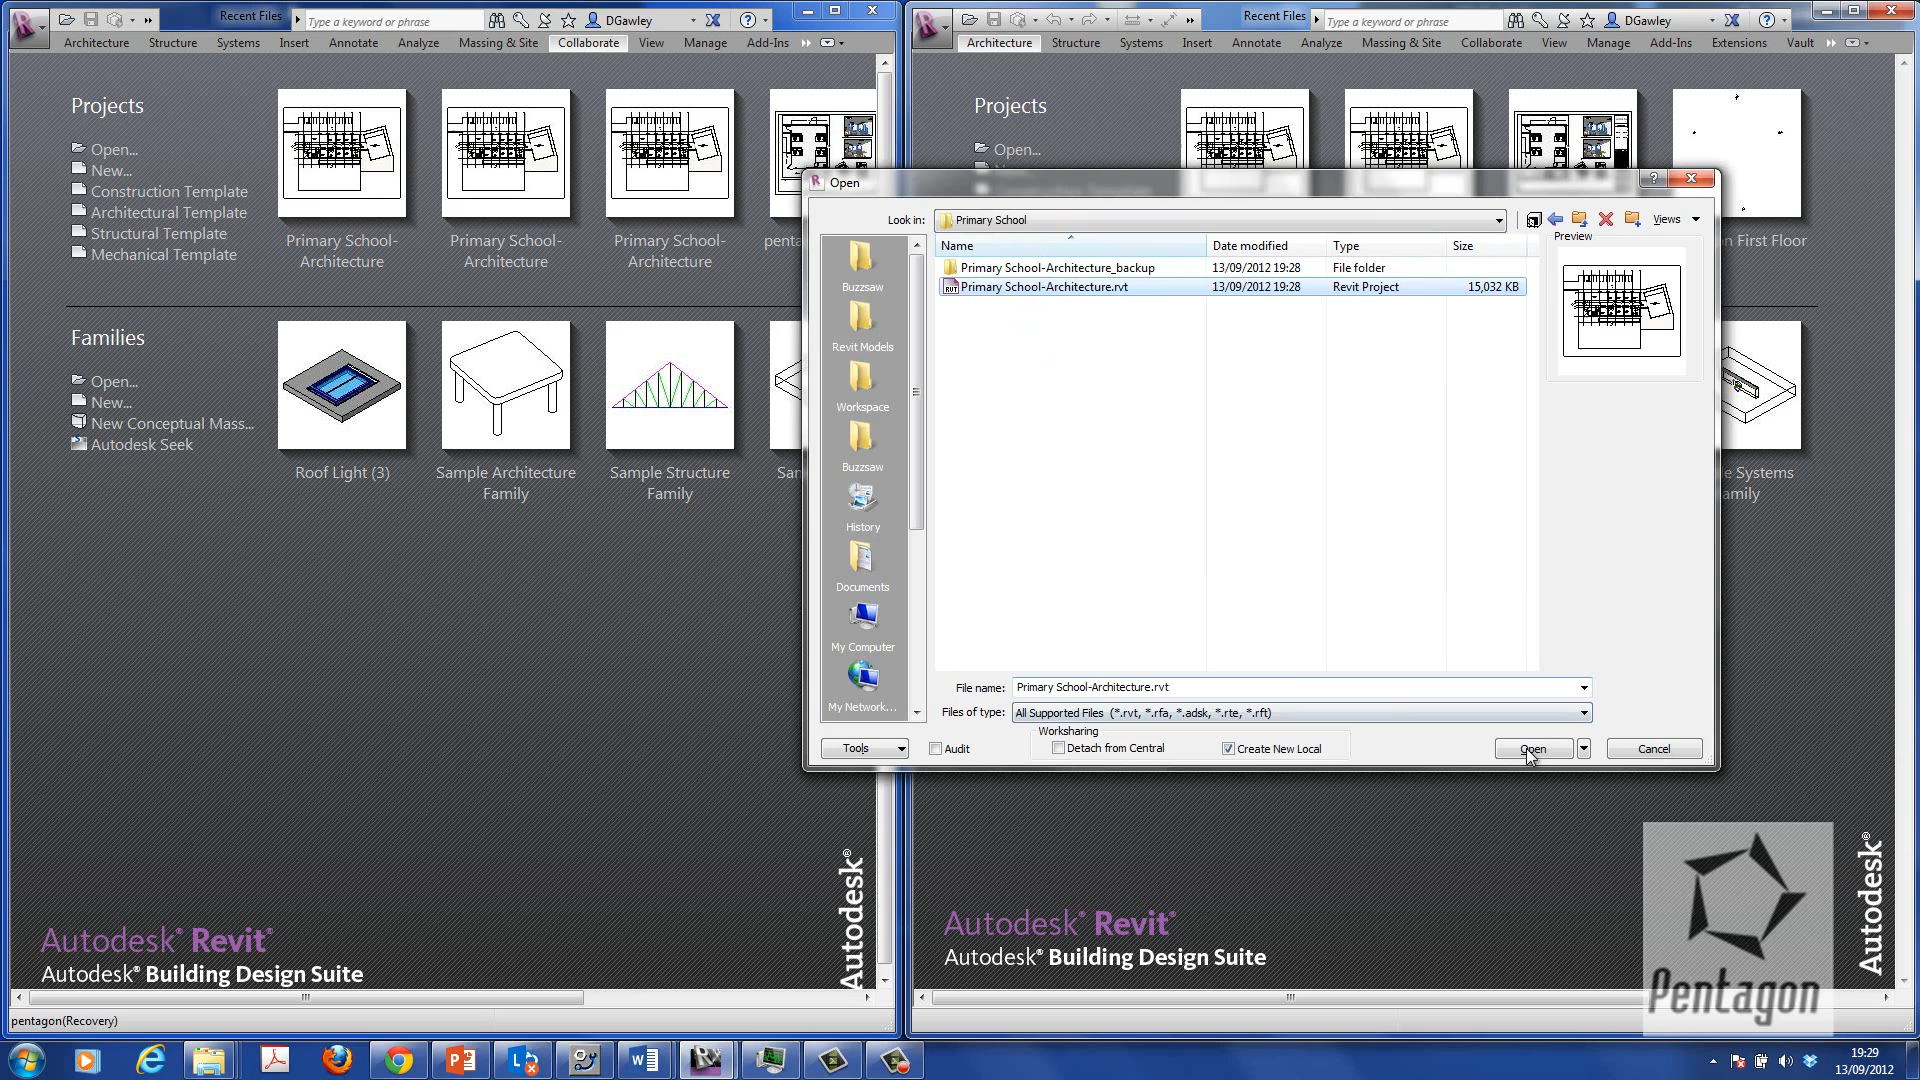 Recent Files
Type a keyword or phrase
DGawley
Architecture Structure Systems Insert Annotate Analyze Massing & Site Collaborate View Manage Add-Ins
Projects
Open...
New...
Construction Template
Architectural Template
Structural Template
Mechanical Template
Primary School-
Architecture
Primary School-
Architecture
Primary School-
Architecture
Families
Open...
New...
New Conceptual Mass...
Autodesk Seek
Roof Light (3)
Sample Architecture
Family
Sample Structure
Family
Autodesk®
Autodesk® Revit®
Autodesk® Building Design Suite
pentagon(Recovery)
Recent Files
Type a keyword or phrase
DGawley
Architecture Structure Systems Insert Annotate Analyze Massing & Site Collaborate View Manage Add-Ins Extensions Vault
Projects
Open...
n First Floor
e Systems
amily
Open
Look in: Primary School
Views
Name Date modified Type Size
Primary School-Architecture_backup 13/09/2012 19:28 File folder
Primary School-Architecture.rvt 13/09/2012 19:28 Revit Project 15,032 KB
Preview
Buzzsaw
Revit Models
Workspace
Buzzsaw
History
Documents
My Computer
My Network...
File name: Primary School-Architecture.rvt
Files of type: All Supported Files (*.rvt, *.rfa, *.adsk, *.rte, *.rft)
Worksharing
Tools Audit Detach from Central Create New Local Open Cancel
Autodesk® Revit®
Autodesk® Building Design Suite
Autodesk®
Pentagon
19:29
13/09/2012